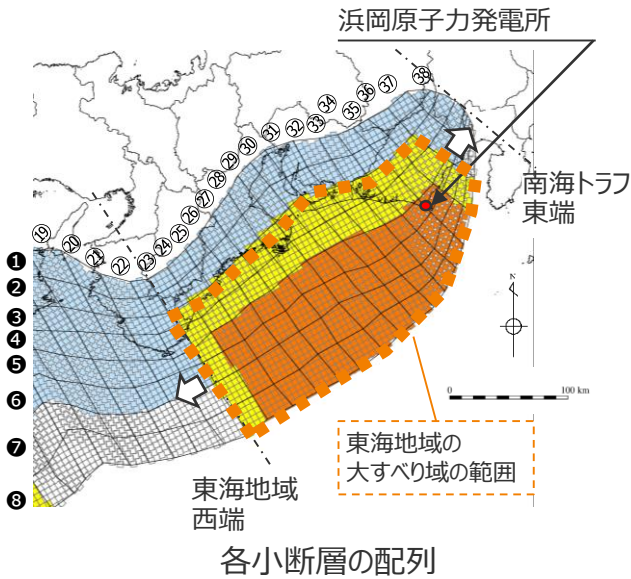 浜岡原子力発電所
㊳
㊲
㊱
㉟
㉞
㉝
㉜
㉛
㉚
㉙
㉘
㉗
㉖
㉕
㉔
㉓
㉒
㉑
⑳
⑲
南海トラフ
東端
❶
❷
❸
❹
❺
❻
❼
❽
N
0 100 km
東海地域の
大すべり域の範囲
東海地域
西端
各小断層の配列